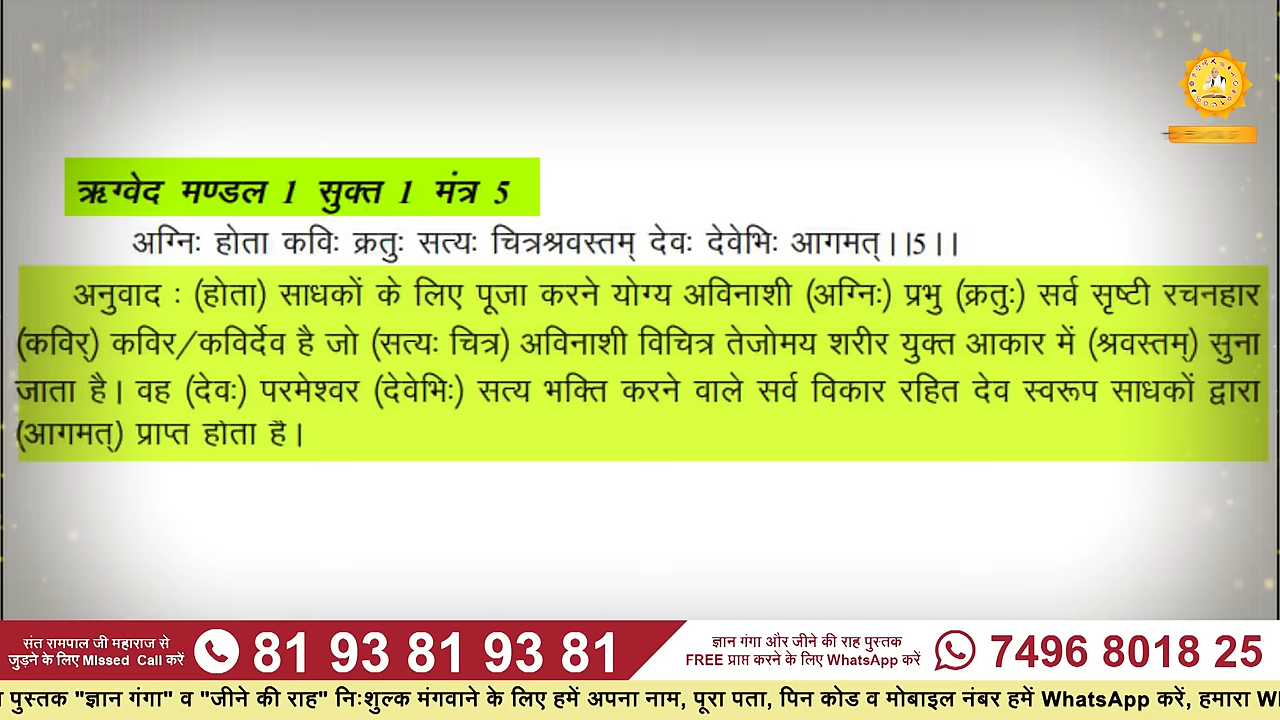 ऋग्वेद मण्डल 1 सुक्त 1 मंत्र 5
अग्निः होता कविः क्रतुः सत्यः चित्रश्रवस्तम् देवः देवेभिः आगमत्।।5।।
अनुवाद : (होता) साधकों के लिए पूजा करने योग्य अविनाशी (अग्निः) प्रभु (क्रतुः) सर्व सृष्टी रचनहार
(कविर्) कविर/कविर्देव है जो (सत्यः चित्र) अविनाशी विचित्र तेजोमय शरीर युक्त आकार में (श्रवस्तम्) सुना
जाता है। वह (देवः) परमेश्वर (देवेभिः) सत्य भक्ति करने वाले सर्व विकार रहित देव स्वरूप साधकों द्वारा
(आगमत्) प्राप्त होता है।
संत रामपाल जी महाराज से
जुड़ने के लिए Missed Call करें
81 93 81 93 81
ज्ञान गंगा और जीने की राह पुस्तक
FREE प्राप्त करने के लिए WhatsApp करें
7496 8018 25
पुस्तक "ज्ञान गंगा" व "जीने की राह" निःशुल्क मंगवाने के लिए हमें अपना नाम, पूरा पता, पिन कोड व मोबाइल नंबर हमें WhatsApp करें, हमारा